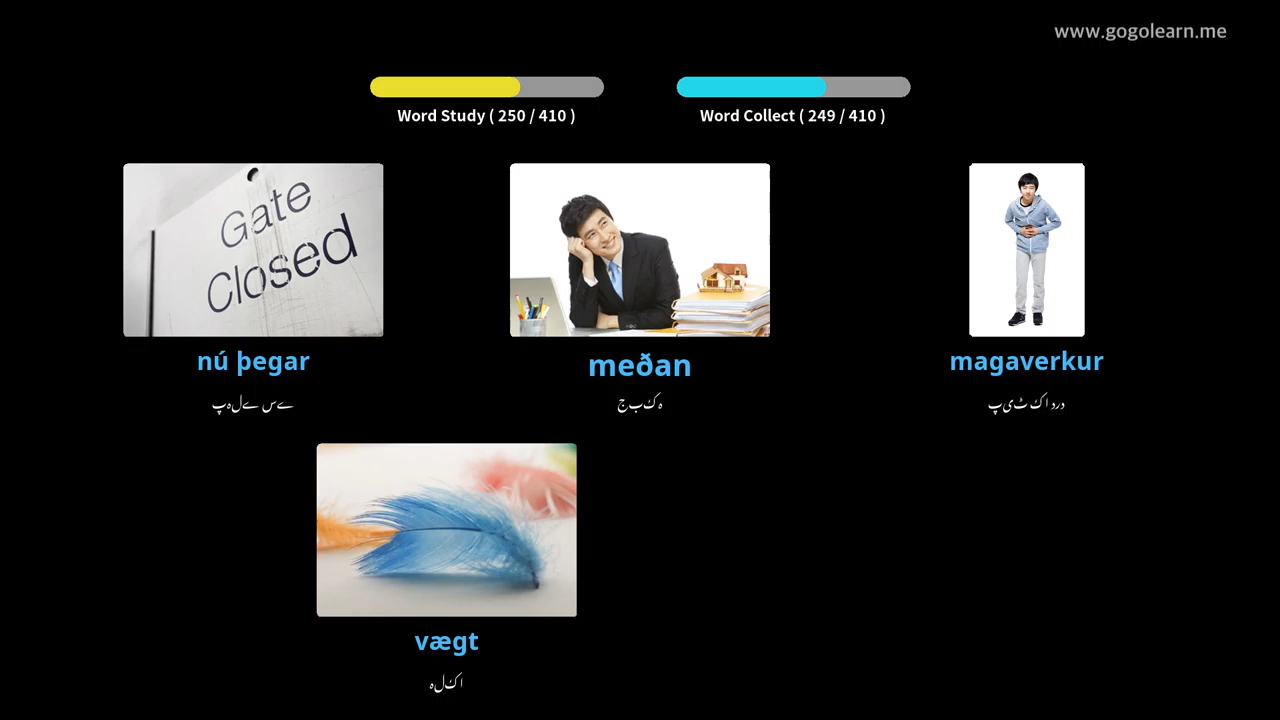 www.gogolearn.me
Word Study ( 250 / 410 )
Word Collect ( 249 / 410 )
Gate
Closed
nú þegar
پہلے سے
meðan
جبکہ
magaverkur
پیٹ کا درد
vægt
ہلکا